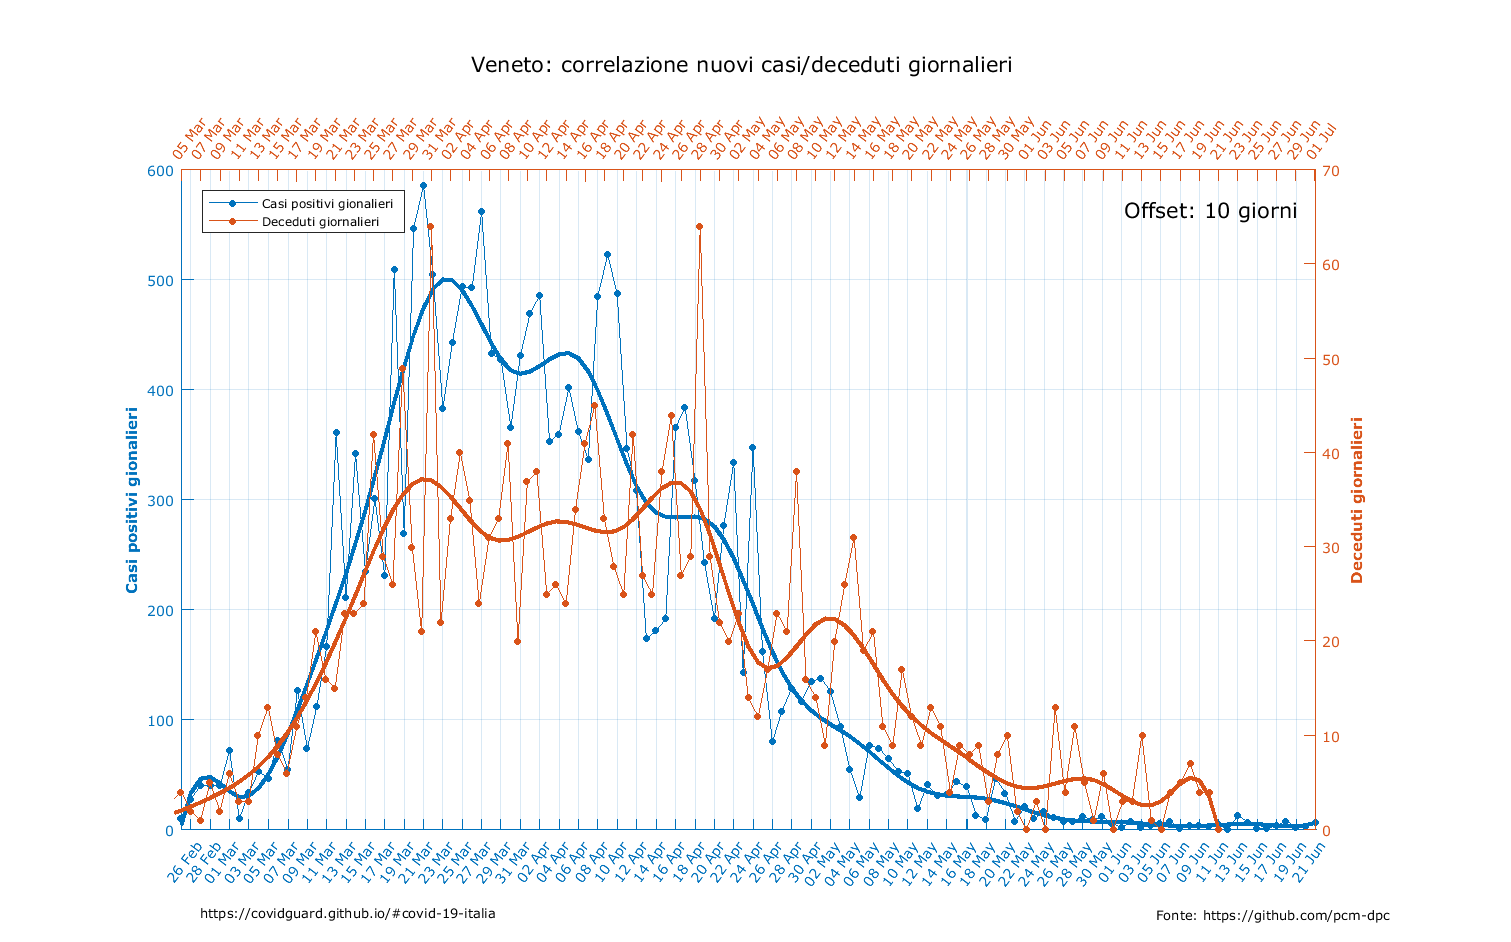 Veneto: correlazione nuovi casi/deceduti giornalieri
05 Mar 07 Mar 09 Mar 11 Mar 13 Mar 15 Mar 17 Mar 19 Mar 21 Mar 23 Mar 25 Mar 27 Mar 29 Mar 31 Mar 02 Apr 04 Apr 06 Apr 08 Apr 10 Apr 12 Apr 14 Apr 16 Apr 18 Apr 20 Apr 22 Apr 24 Apr 26 Apr 28 Apr 30 Apr 02 May 04 May 06 May 08 May 10 May 12 May 14 May 16 May 18 May 20 May 22 May 24 May 26 May 28 May 30 May 01 Jun 03 Jun 05 Jun 07 Jun 09 Jun 11 Jun 13 Jun 15 Jun 17 Jun 19 Jun 21 Jun 23 Jun 25 Jun 27 Jun 29 Jun 01 Jul
600
500
400
300
200
100
0
Casi positivi gionalieri
Casi positivi gionalieri
Deceduti giornalieri
Offset: 10 giorni
70
60
50
40
30
20
10
0
Deceduti giornalieri
26 Feb 28 Feb 01 Mar 03 Mar 05 Mar 07 Mar 09 Mar 11 Mar 13 Mar 15 Mar 17 Mar 19 Mar 21 Mar 23 Mar 25 Mar 27 Mar 29 Mar 31 Mar 02 Apr 04 Apr 06 Apr 08 Apr 10 Apr 12 Apr 14 Apr 16 Apr 18 Apr 20 Apr 22 Apr 24 Apr 26 Apr 28 Apr 30 Apr 02 May 04 May 06 May 08 May 10 May 12 May 14 May 16 May 18 May 20 May 22 May 24 May 26 May 28 May 30 May 01 Jun 03 Jun 05 Jun 07 Jun 09 Jun 11 Jun 13 Jun 15 Jun 17 Jun 19 Jun 21 Jun
https://covidguard.github.io/#covid-19-italia
Fonte: https://github.com/pcm-dpc